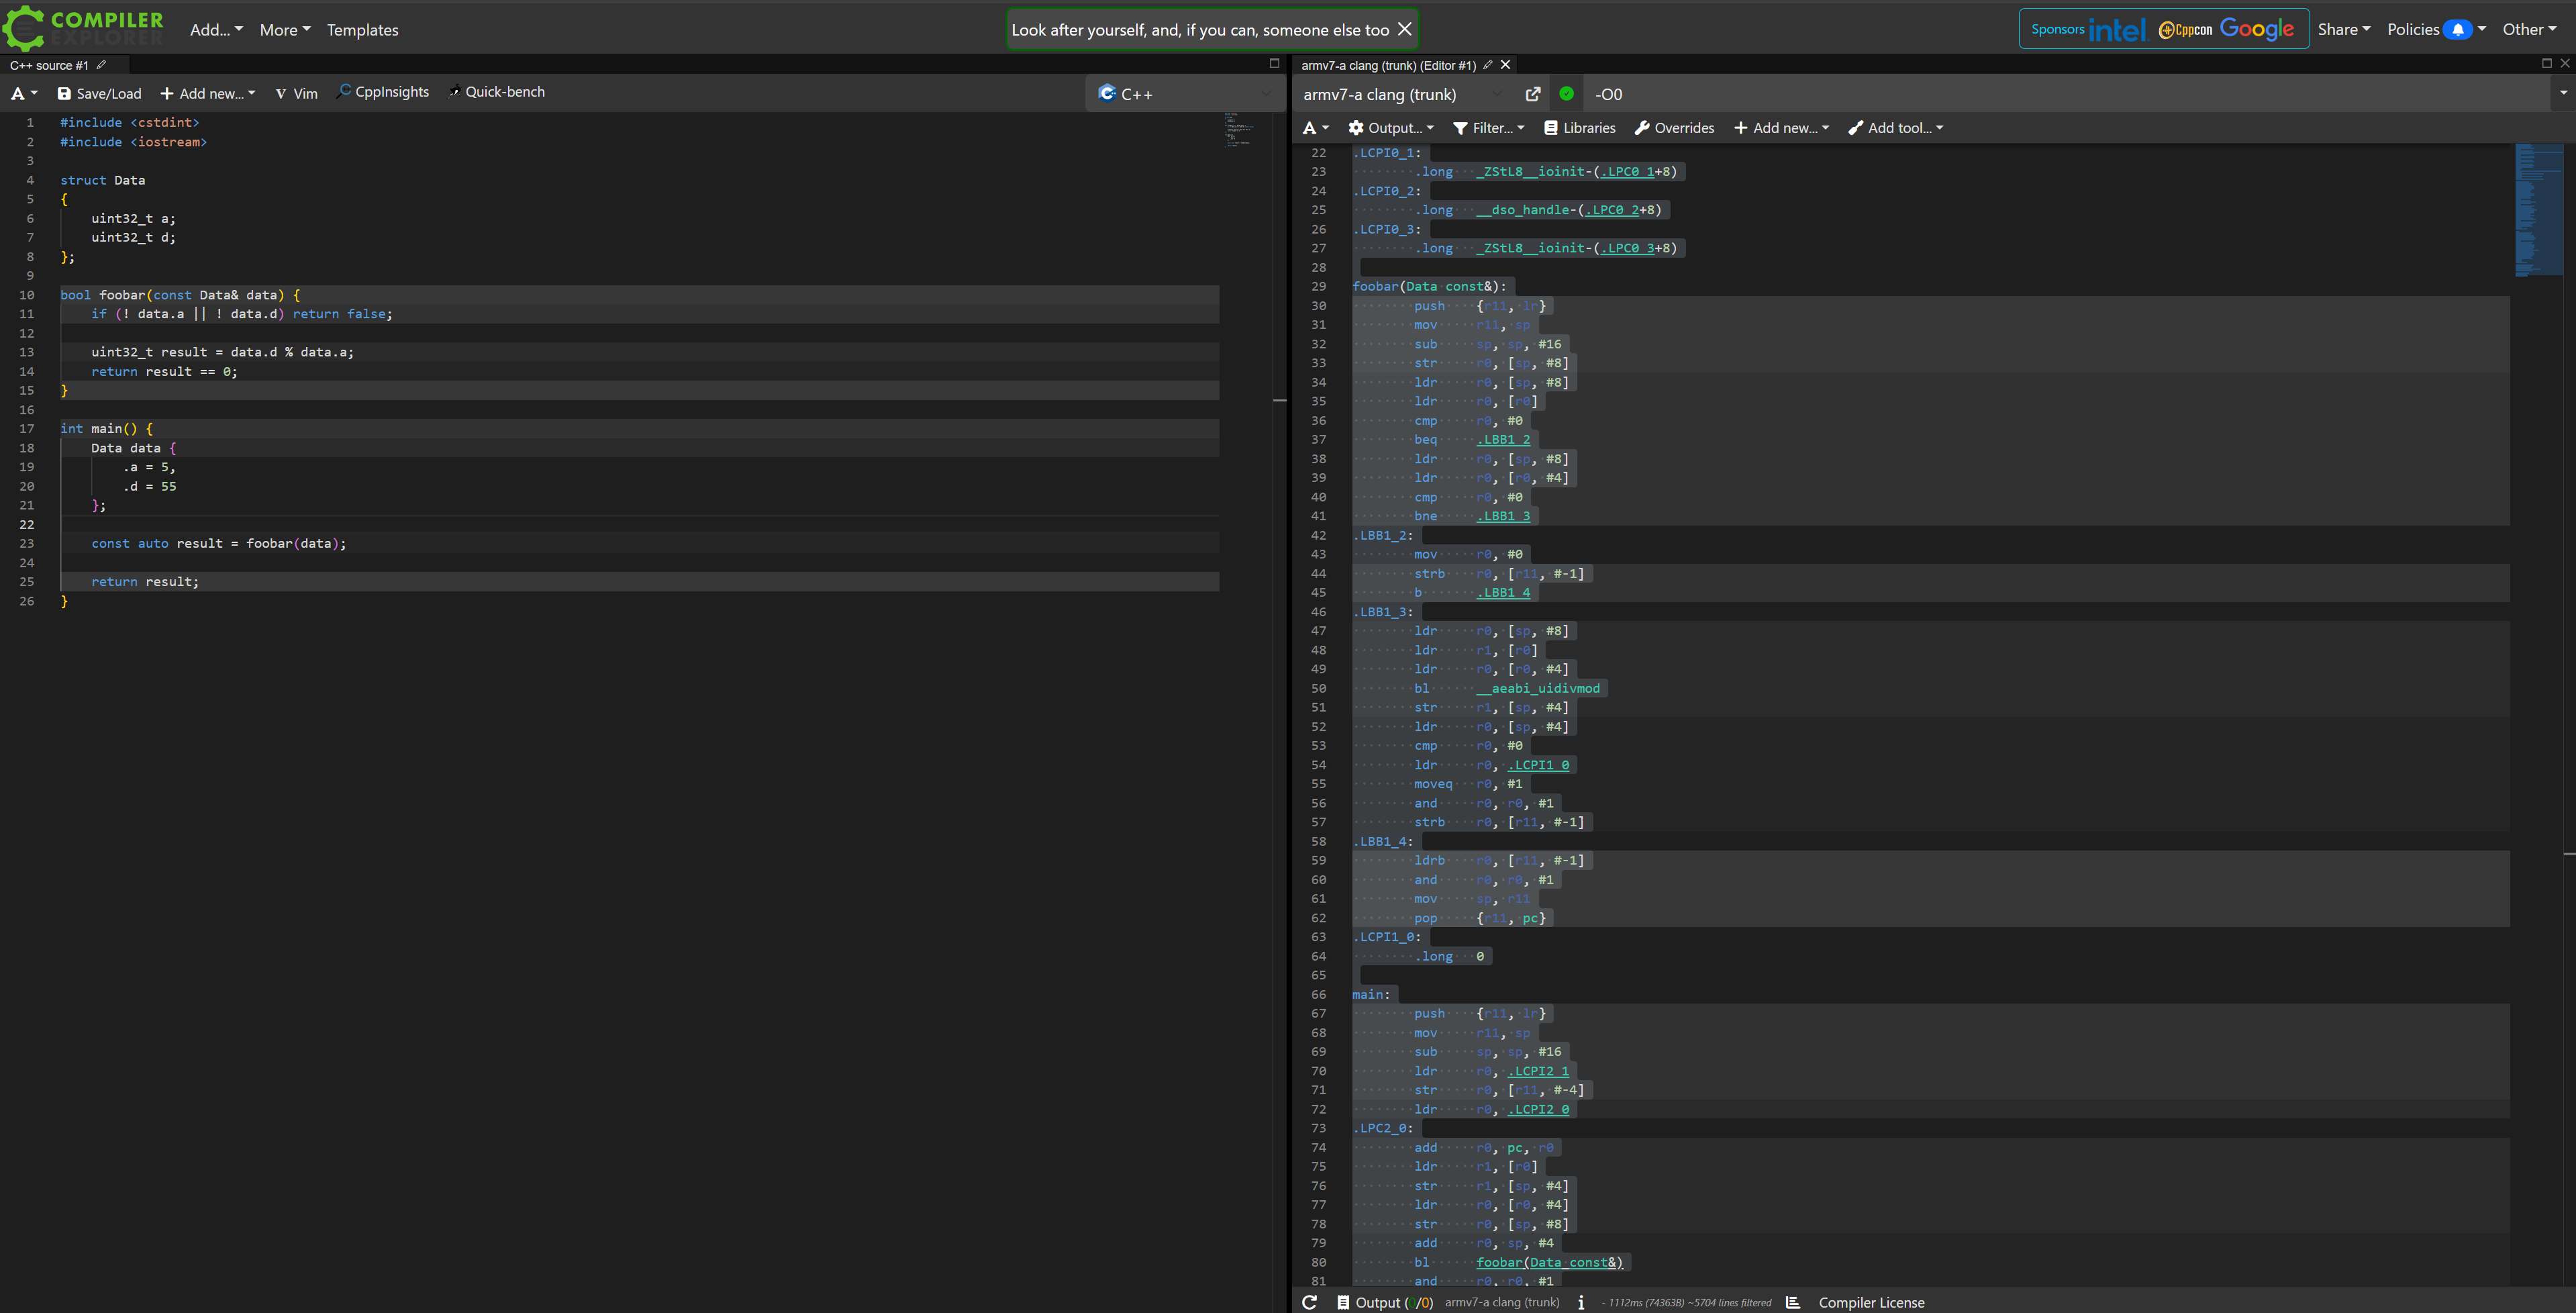 COMPILER EXPLORER
Add... More Templates
Look after yourself, and, if you can, someone else too
Sponsors intel. Cppcon Google Share Policies Other
C++ source #1
A Save/Load Add new... Vim CppInsights Quick-bench C++
1 #include <cstdint>
2 #include <iostream>
3
4 struct Data
5 {
6 uint32_t a;
7 uint32_t d;
8 };
9
10 bool foobar(const Data& data) {
11 if (! data.a || ! data.d) return false;
12
13 uint32_t result = data.d % data.a;
14 return result == 0;
15 }
16
17 int main() {
18 Data data {
19 .a = 5,
20 .d = 55
21 };
22
23 const auto result = foobar(data);
24
25 return result;
26 }
armv7-a clang (trunk) (Editor #1)
armv7-a clang (trunk) -O0
A Output... Filter... Libraries Overrides Add new... Add tool...
22 .LCPI0_1:
23 .long _ZStL8__ioinit-(.LPC0_1+8)
24 .LCPI0_2:
25 .long __dso_handle-(.LPC0_2+8)
26 .LCPI0_3:
27 .long _ZStL8__ioinit-(.LPC0_3+8)
28
29 foobar(Data const&):
30 push {r11, lr}
31 mov r11, sp
32 sub sp, sp, #16
33 str r0, [sp, #8]
34 ldr r0, [sp, #8]
35 ldr r0, [r0]
36 cmp r0, #0
37 beq .LBB1_2
38 ldr r0, [sp, #8]
39 ldr r0, [r0, #4]
40 cmp r0, #0
41 bne .LBB1_3
42 .LBB1_2:
43 mov r0, #0
44 strb r0, [r11, #-1]
45 b .LBB1_4
46 .LBB1_3:
47 ldr r0, [sp, #8]
48 ldr r1, [r0]
49 ldr r0, [r0, #4]
50 bl __aeabi_uidivmod
51 str r1, [sp, #4]
52 ldr r0, [sp, #4]
53 cmp r0, #0
54 ldr r0, .LCPI1_0
55 moveq r0, #1
56 and r0, r0, #1
57 strb r0, [r11, #-1]
58 .LBB1_4:
59 ldrb r0, [r11, #-1]
60 and r0, r0, #1
61 mov sp, r11
62 pop {r11, pc}
63 .LCPI1_0:
64 .long 0
65
66 main:
67 push {r11, lr}
68 mov r11, sp
69 sub sp, sp, #16
70 ldr r0, .LCPI2_1
71 str r0, [r11, #-4]
72 ldr r0, .LCPI2_0
73 .LPC2_0:
74 add r0, pc, r0
75 ldr r1, [r0]
76 str r1, [sp, #4]
77 ldr r0, [r0, #4]
78 str r0, [sp, #8]
79 add r0, sp, #4
80 bl foobar(Data const&)
81 and r0, r0, #1
Output (0/0) armv7-a clang (trunk) i - 1112ms (74363B) ~5704 lines filtered Compiler License